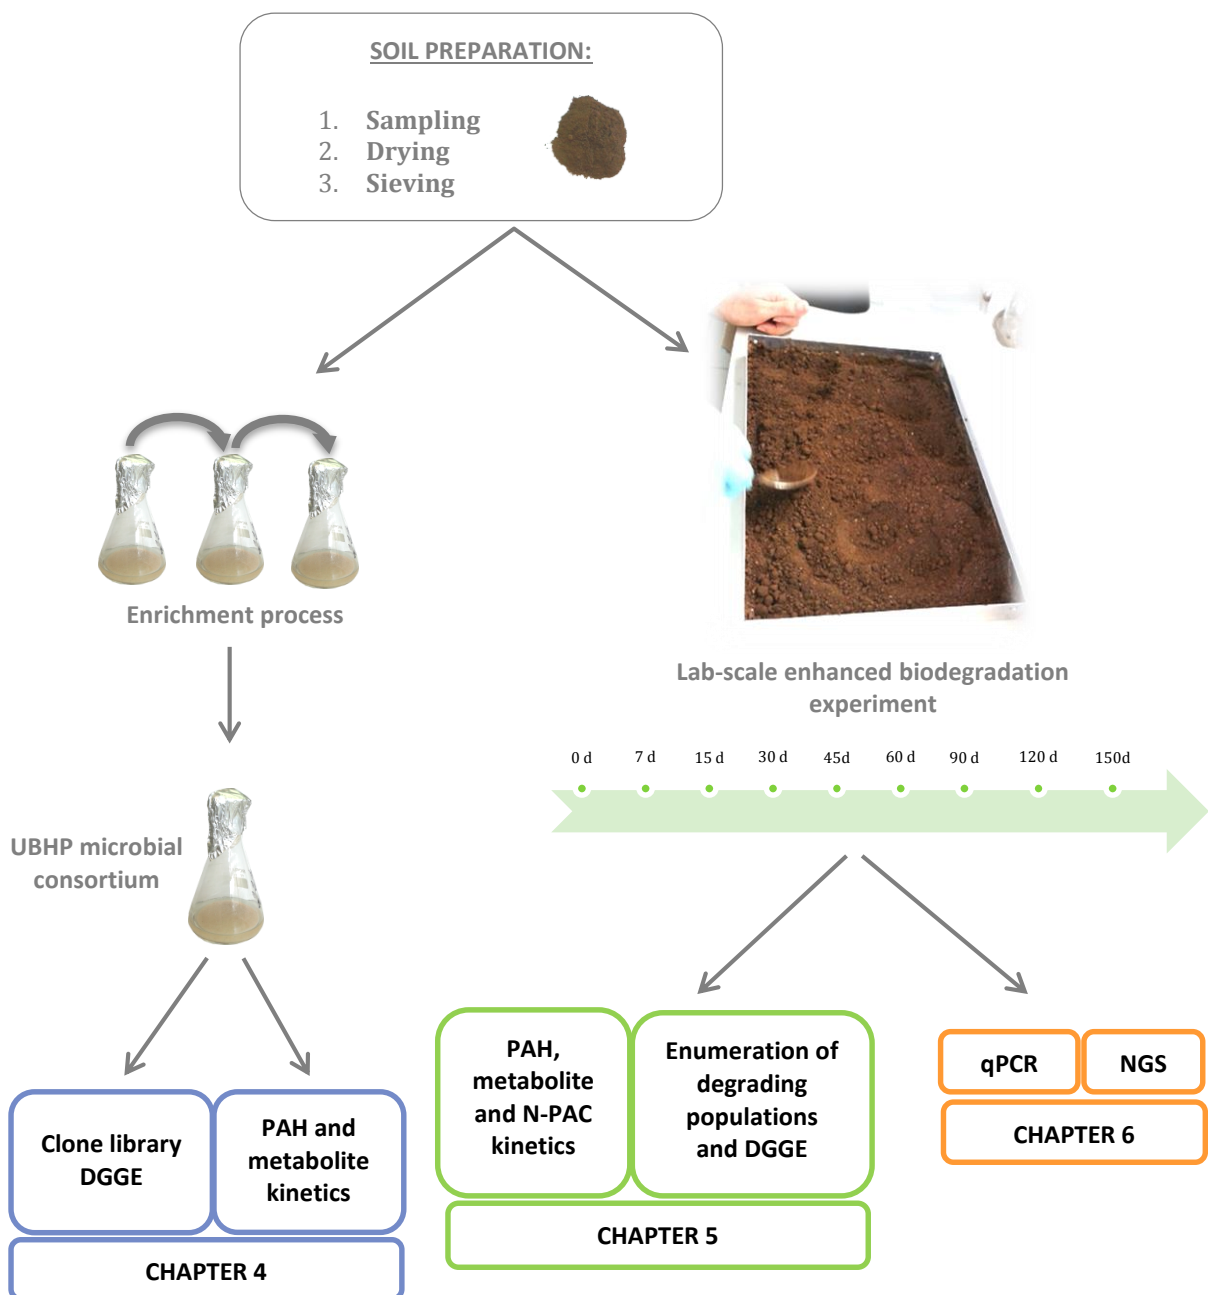 SOIL PREPARATION:
1. Sampling
2. Drying
3. Sieving
Enrichment process
Lab-scale enhanced biodegradation
experiment
0 d 7 d 15 d 30 d 45d 60 d 90 d 120 d 150d
UBHP microbial
consortium
Clone library
DGGE
PAH and
metabolite
kinetics
CHAPTER 4
PAH,
metabolite
and N-PAC
kinetics
Enumeration of
degrading
populations
and DGGE
CHAPTER 5
qPCR
NGS
CHAPTER 6